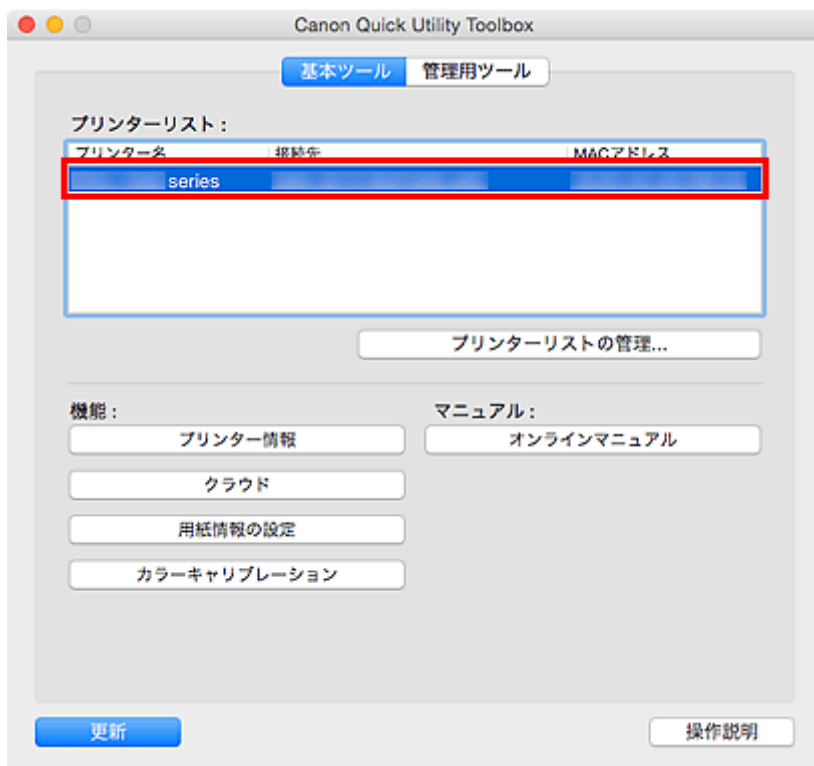 Canon Quick Utility Toolbox
基本ツール 管理用ツール
プリンターリスト：
プリンター名 接続先 MACアドレス
series
プリンターリストの管理...
機能： マニュアル：
プリンター情報 オンラインマニュアル
クラウド
用紙情報の設定
カラーキャリブレーション
更新 操作説明